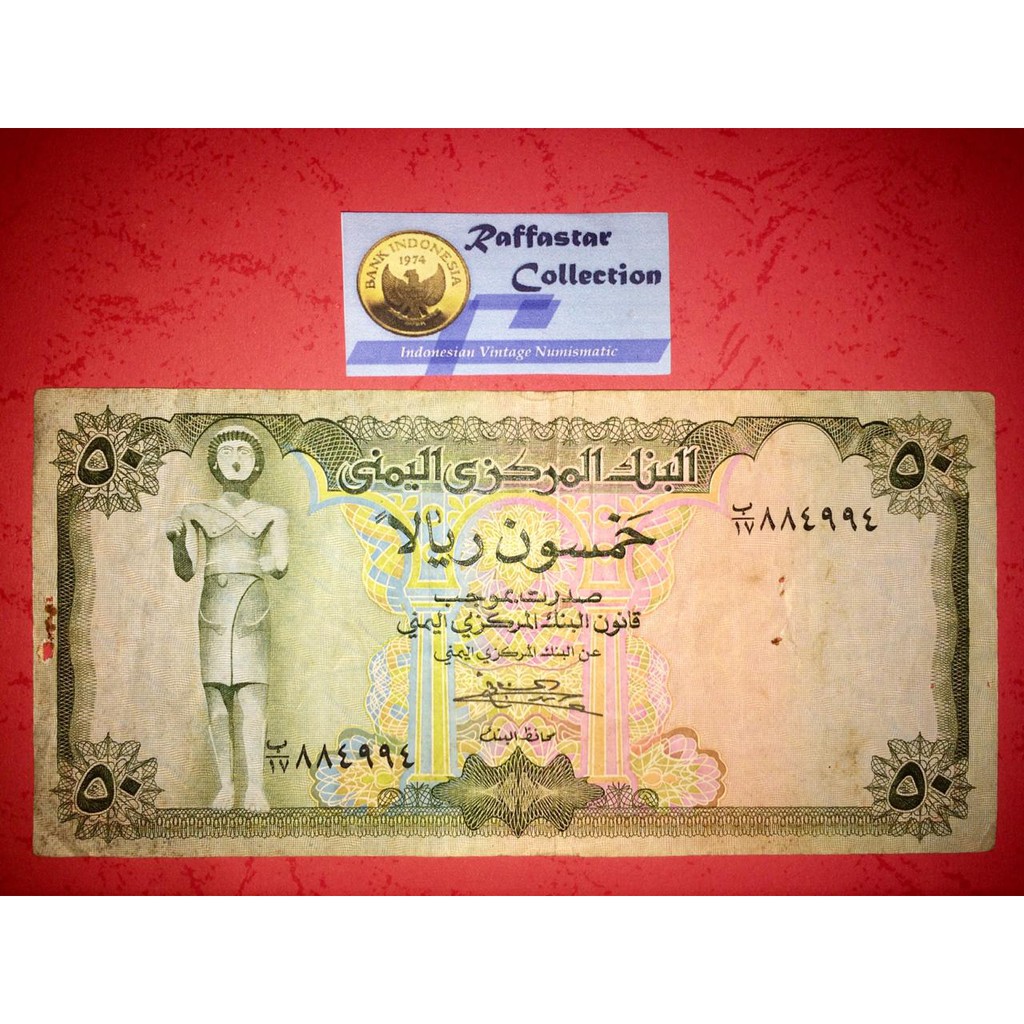 Raffastar
Collection
BANK INDONESIA
1974
Indonesian Vintage Numismatic
٥٠
٥٠
البنك المركزي اليمني
ب/١٧ ٨٨٤٩٩٤
خمسون ريالاً
صدرت بموجب
قانون البنك المركزي اليمني
عن البنك المركزي اليمني
محافظ البنك
ب/١٧ ٨٨٤٩٩٤
٥٠
٥٠